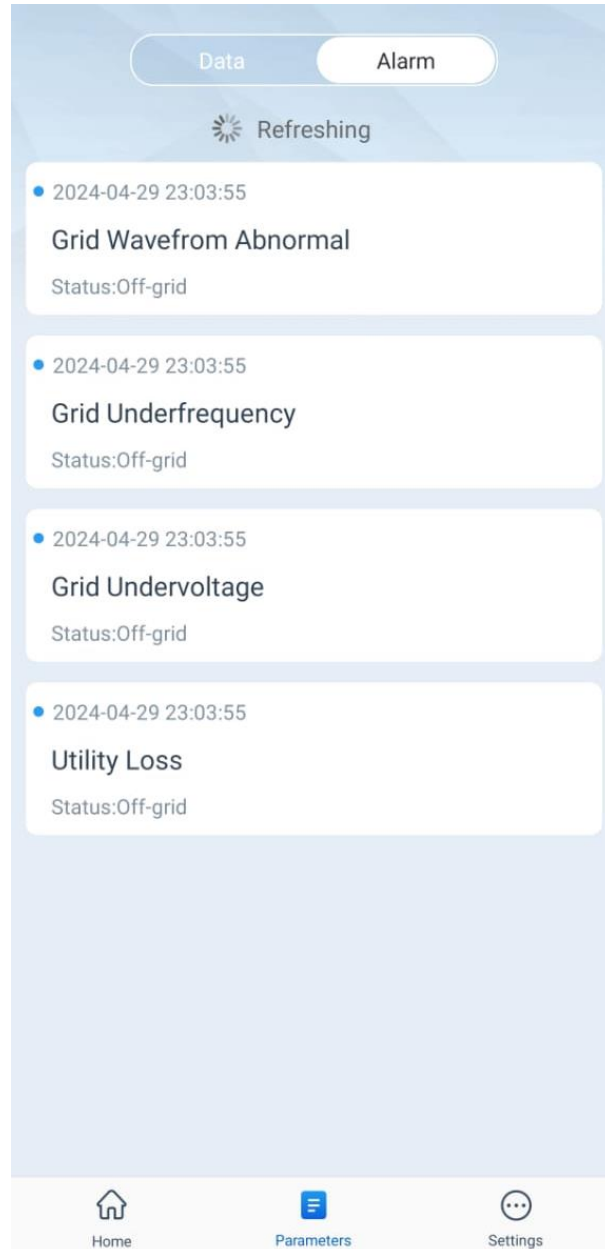 Data Alarm
Refreshing
2024-04-29 23:03:55
Grid Wavefrom Abnormal
Status:Off-grid
2024-04-29 23:03:55
Grid Underfrequency
Status:Off-grid
2024-04-29 23:03:55
Grid Undervoltage
Status:Off-grid
2024-04-29 23:03:55
Utility Loss
Status:Off-grid
Home Parameters Settings